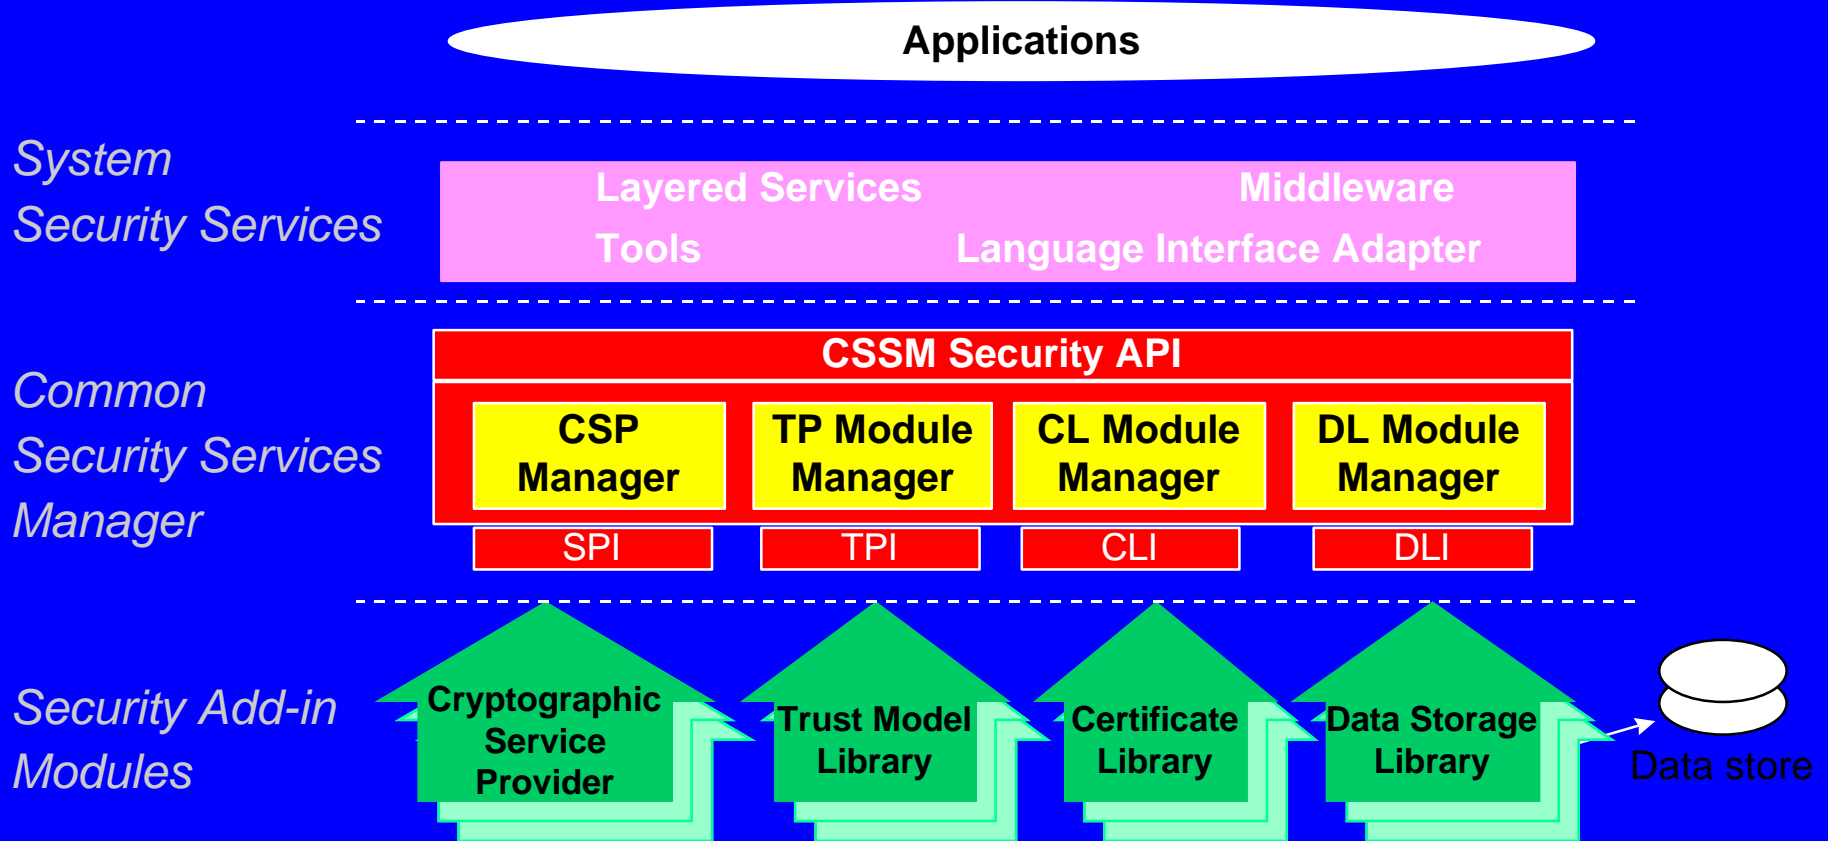 Applications
System
Security Services
Layered Services Middleware
Tools Language Interface Adapter
Common
Security Services
Manager
CSSM Security API
CSP
Manager
TP Module
Manager
CL Module
Manager
DL Module
Manager
SPI
TPI
CLI
DLI
Security Add-in
Modules
Cryptographic
Service
Provider
Trust Model
Library
Certificate
Library
Data Storage
Library
Data store